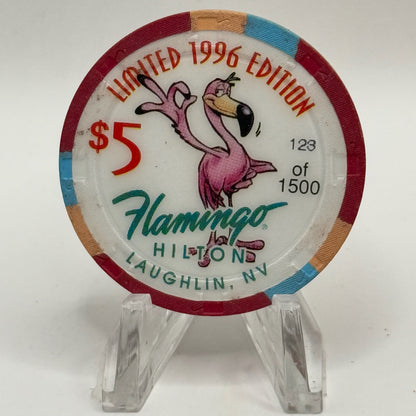 LIMITED 1996 EDITION
$5
123
of
1500
Flamingo
HILTON
LAUGHLIN, NV